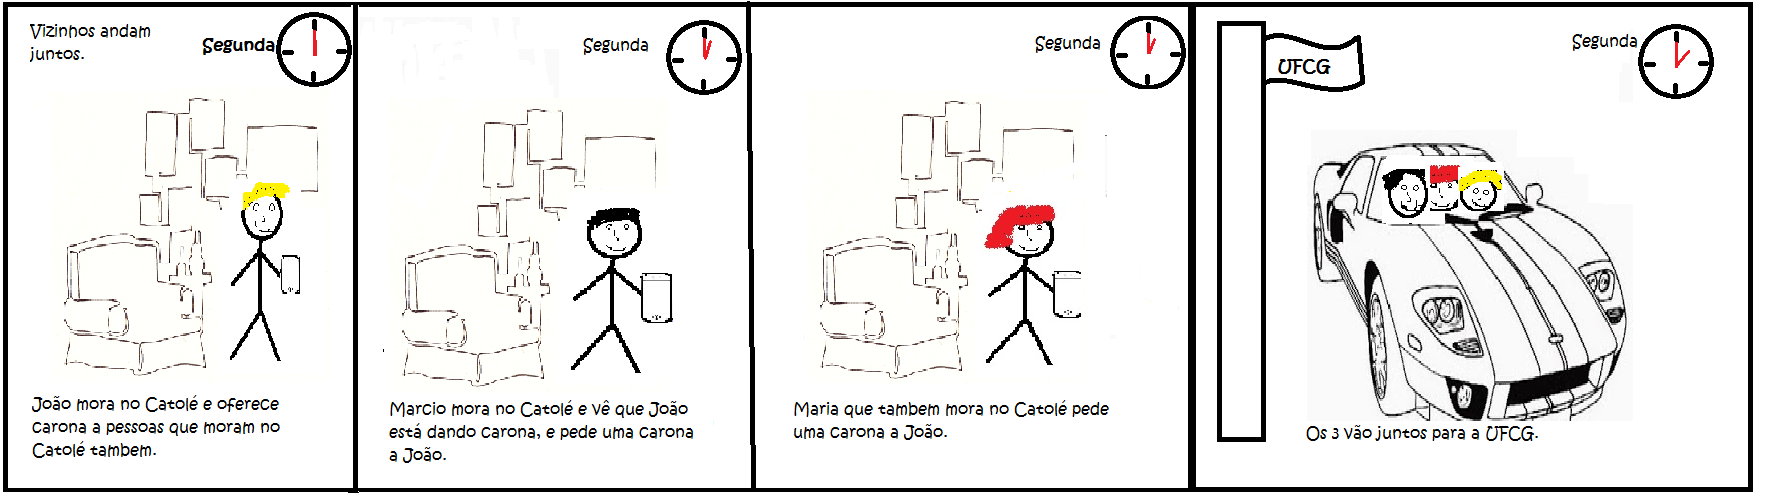 Vizinhos andam
juntos.
Segunda
João mora no Catolé e oferece
carona a pessoas que moram no
Catolé tambem.
Segunda
Marcio mora no Catolé e vê que João
está dando carona, e pede uma carona
a João.
Segunda
Maria que tambem mora no Catolé pede
uma carona a João.
UFCG
Segunda
Os 3 vão juntos para a UFCG.